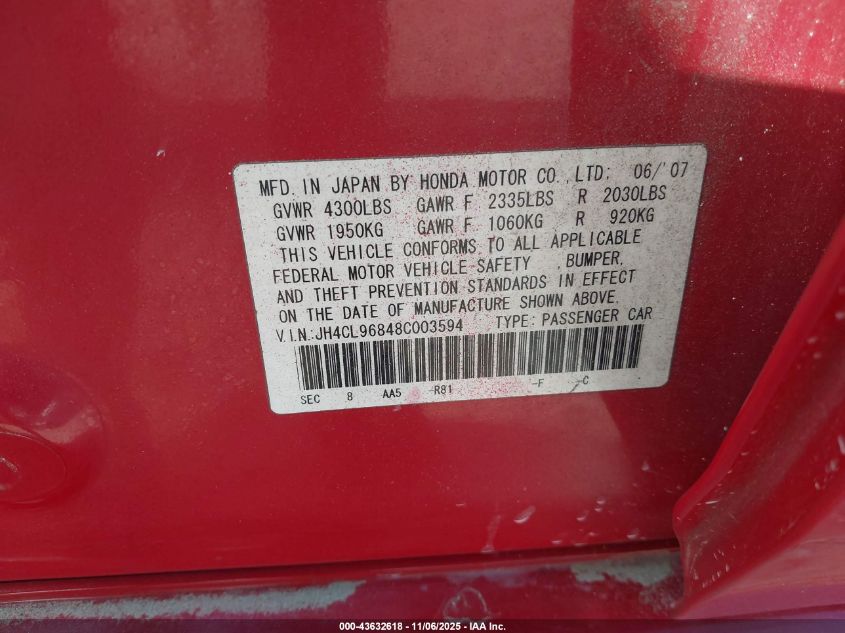 MFD. IN JAPAN BY HONDA MOTOR CO.,LTD: 06/'07
GVWR 4300LBS GAWR F 2335LBS R 2030LBS
GVWR 1950KG GAWR F 1060KG R 920KG
THIS VEHICLE CONFORMS TO ALL APPLICABLE
FEDERAL MOTOR VEHICLE SAFETY ,BUMPER,
AND THEFT PREVENTION STANDARDS IN EFFECT
ON THE DATE OF MANUFACTURE SHOWN ABOVE.
V.I.N.:JH4CL96848C003594 TYPE: PASSENGER CAR
SEC 8 AA5 -R81 -F -C
000-43632618 - 11/06/2025 - IAA Inc.